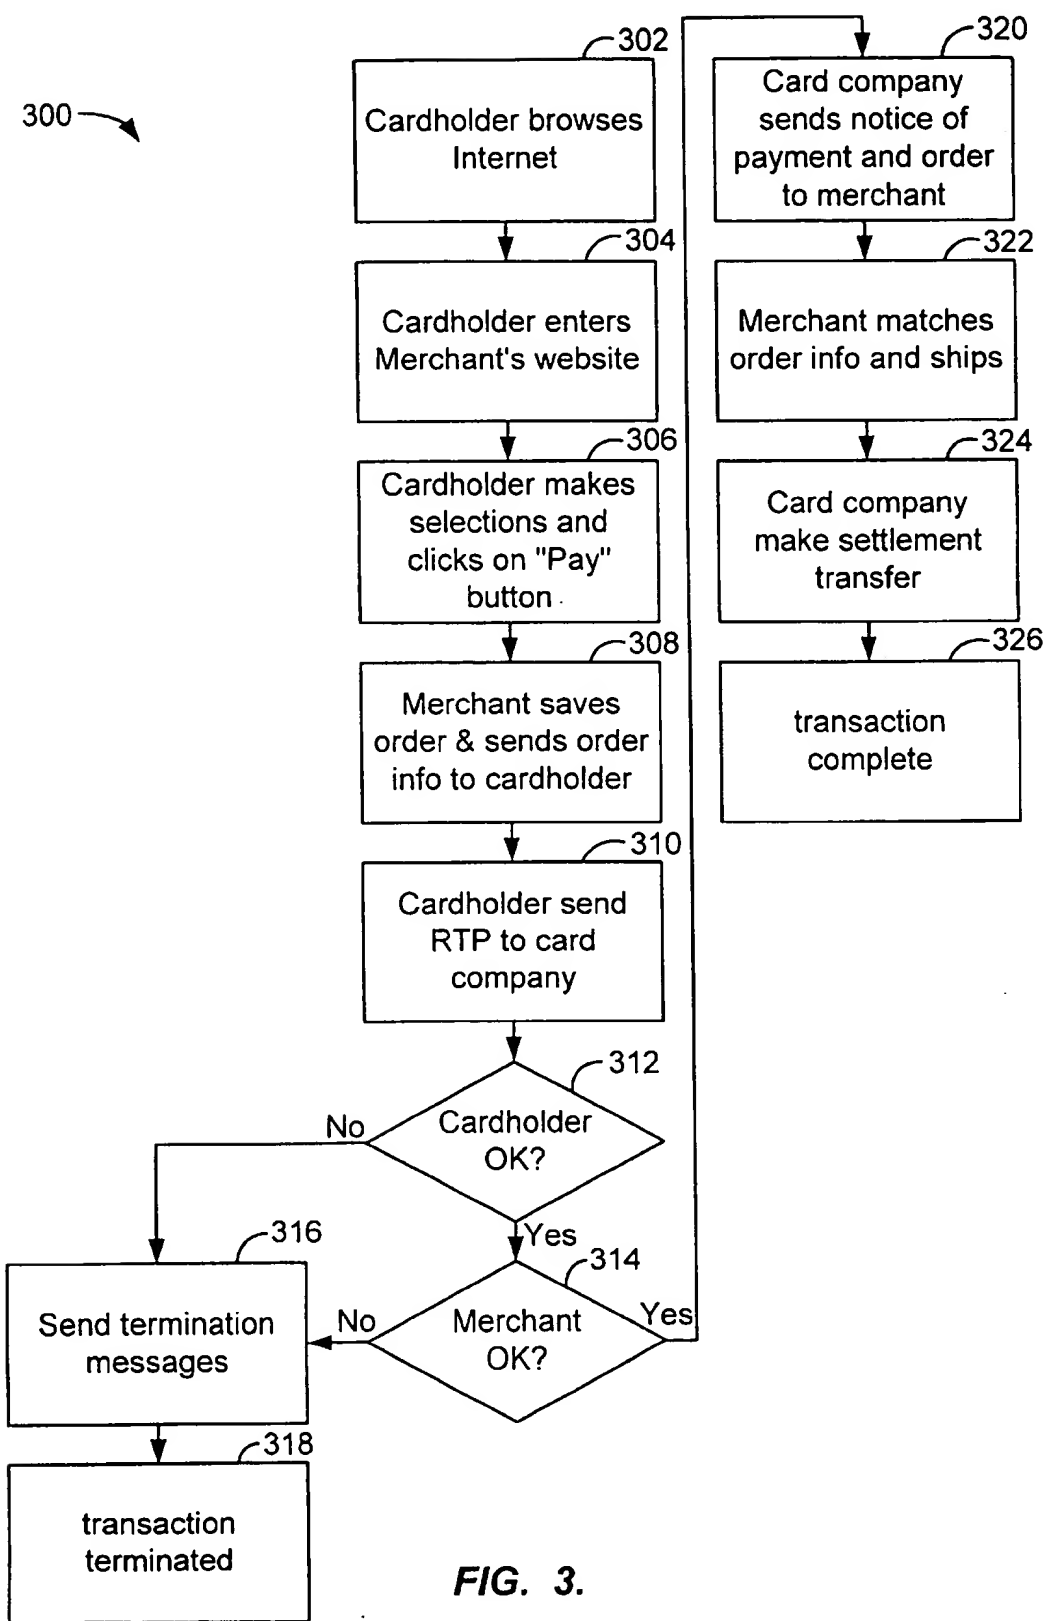 300
302
Cardholder browses
Internet
304
Cardholder enters
Merchant's website
306
Cardholder makes
selections and
clicks on "Pay"
button
308
Merchant saves
order & sends order
info to cardholder
310
Cardholder send
RTP to card
company
312
Cardholder
OK?
No
Yes
314
Merchant
OK?
No
Yes
316
Send termination
messages
318
transaction
terminated
320
Card company
sends notice of
payment and order
to merchant
322
Merchant matches
order info and ships
324
Card company
make settlement
transfer
326
transaction
complete
FIG. 3.